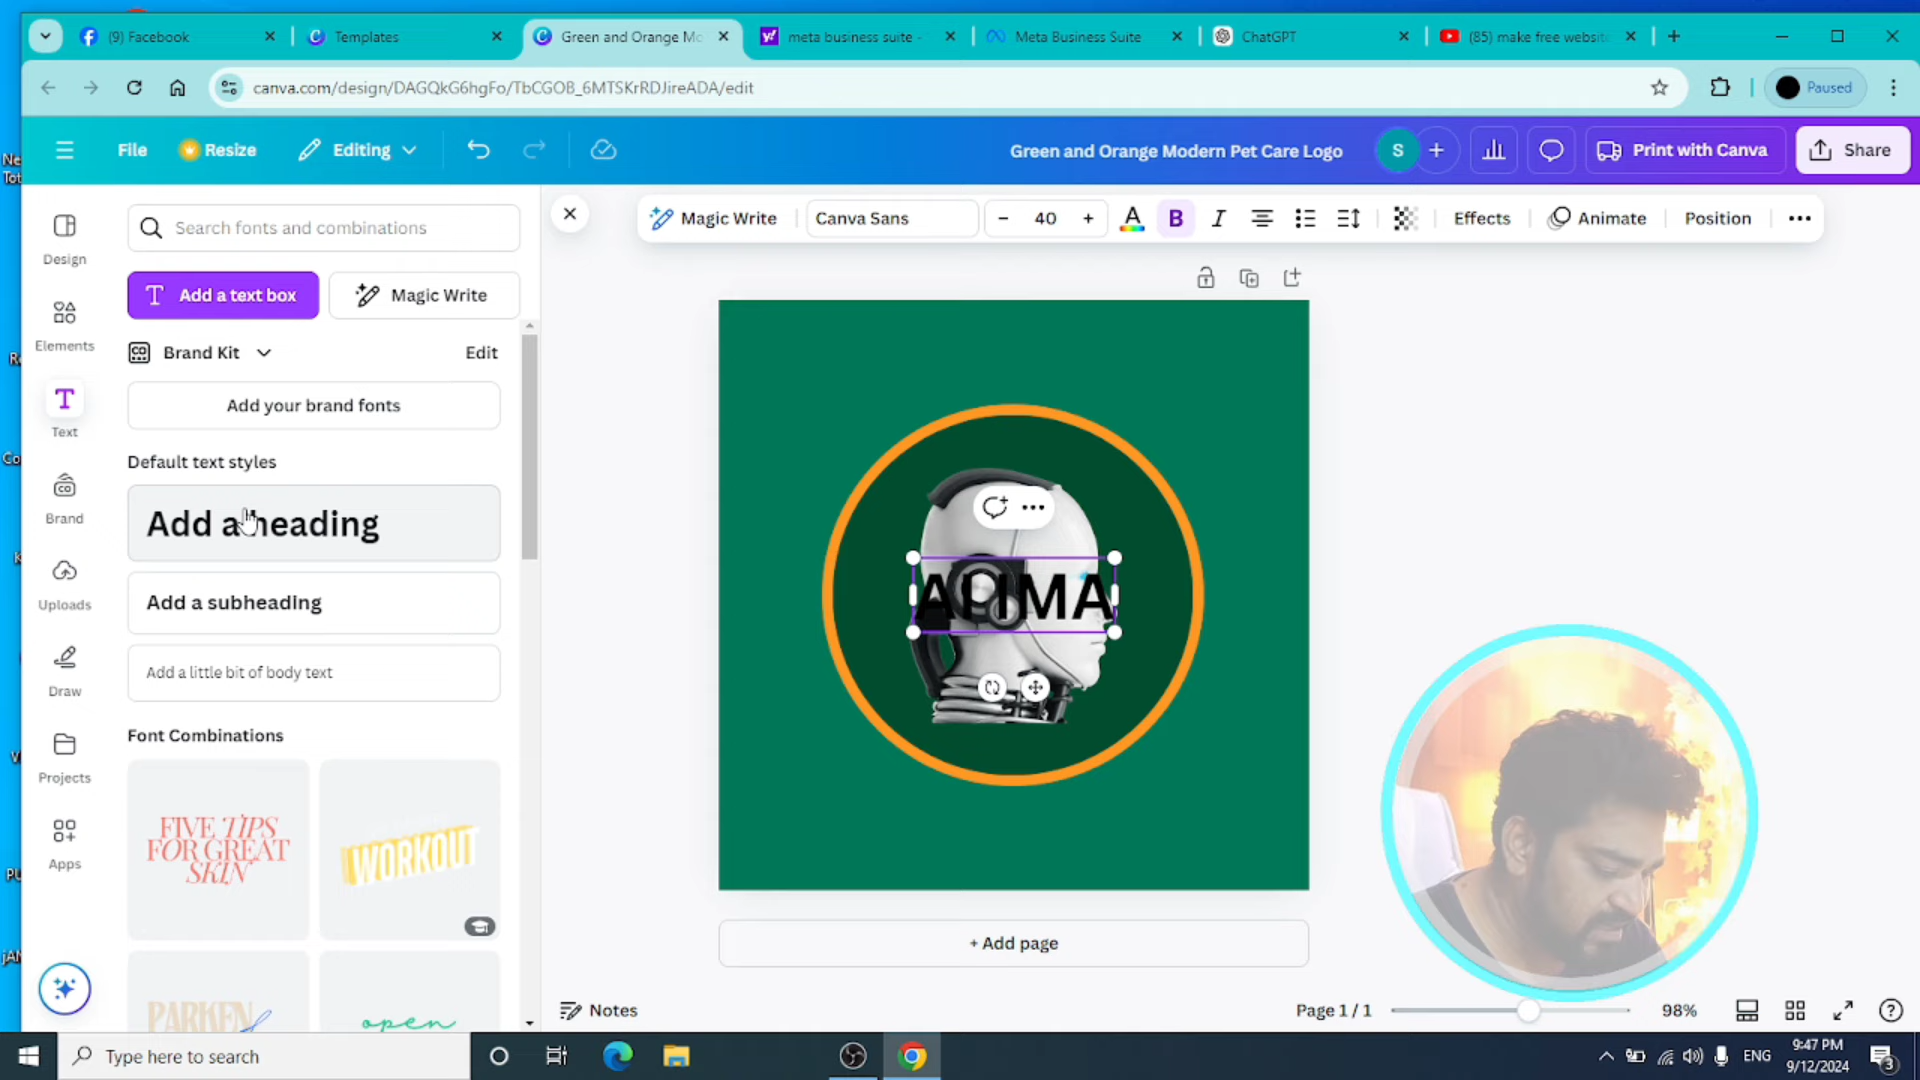 (9) Facebook
Templates
Green and Orange Mo
meta business suite -
Meta Business Suite
ChatGPT
(85) make free website
canva.com/design/DAGQkG6hgFo/TbCGOB_6MTSKrRDJireADA/edit
Paused
File
Resize
Editing
Green and Orange Modern Pet Care Logo
S
Print with Canva
Share
Design
Elements
Text
Brand
Uploads
Draw
Projects
Apps
Search fonts and combinations
Add a text box
Magic Write
Brand Kit
Edit
Add your brand fonts
Default text styles
Add a heading
Add a subheading
Add a little bit of body text
Font Combinations
FIVE TIPS
FOR GREAT
SKIN
WORKOUT
PARKEN
open
Magic Write
Canva Sans
40
A
B
I
Effects
Animate
Position
+ Add page
Notes
Page 1 / 1
98%
Type here to search
ENG
9:47 PM
9/12/2024
3